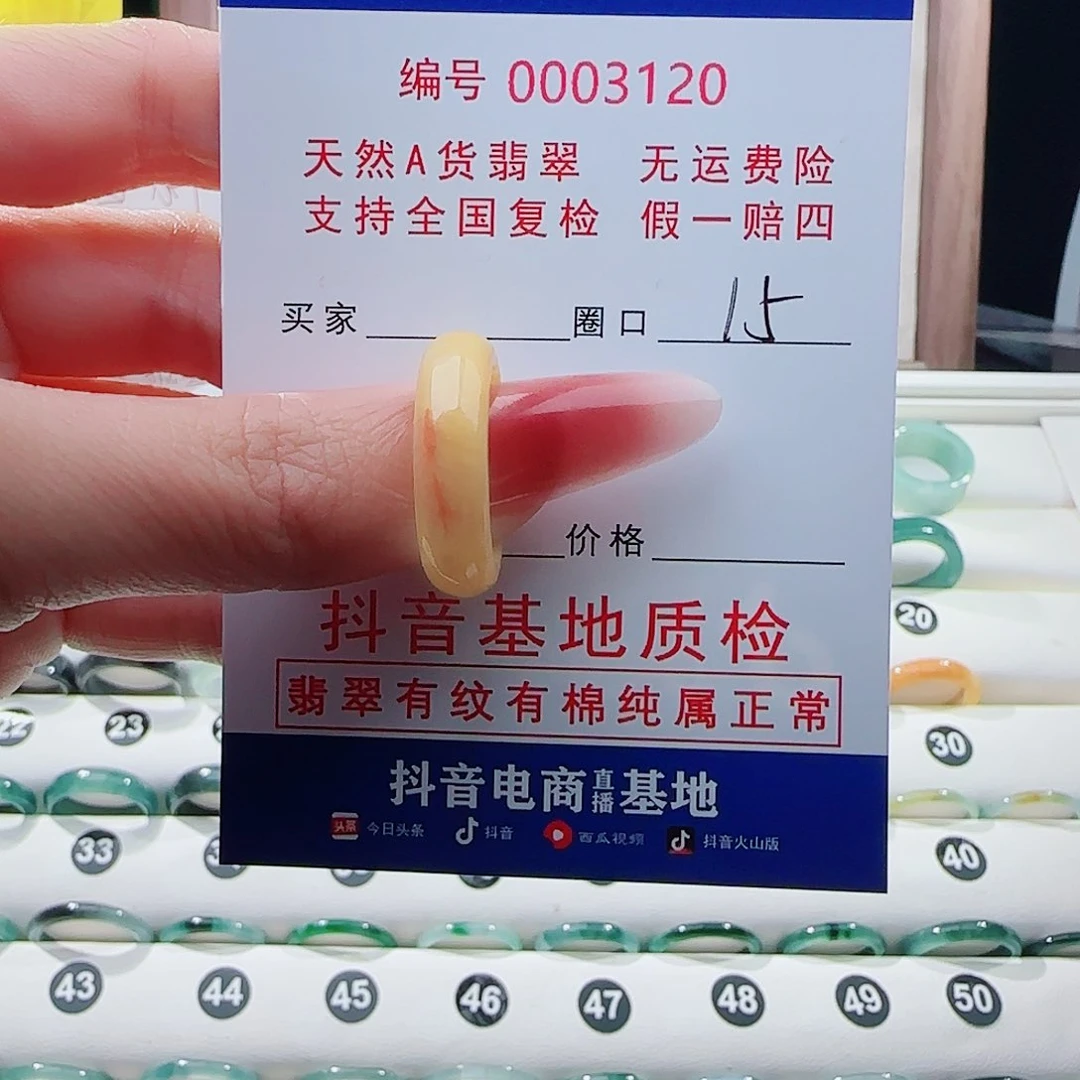 编号 0003120
天然A货翡翠 无运费险
支持全国复检 假一赔四
买家 圈口 15
价格
抖音基地质检
翡翠有纹有棉纯属正常
抖音电商直播基地
头条 今日头条 抖音 西瓜视频 抖音火山版
20
22 23 30
33 40
43 44 45 46 47 48 49 50